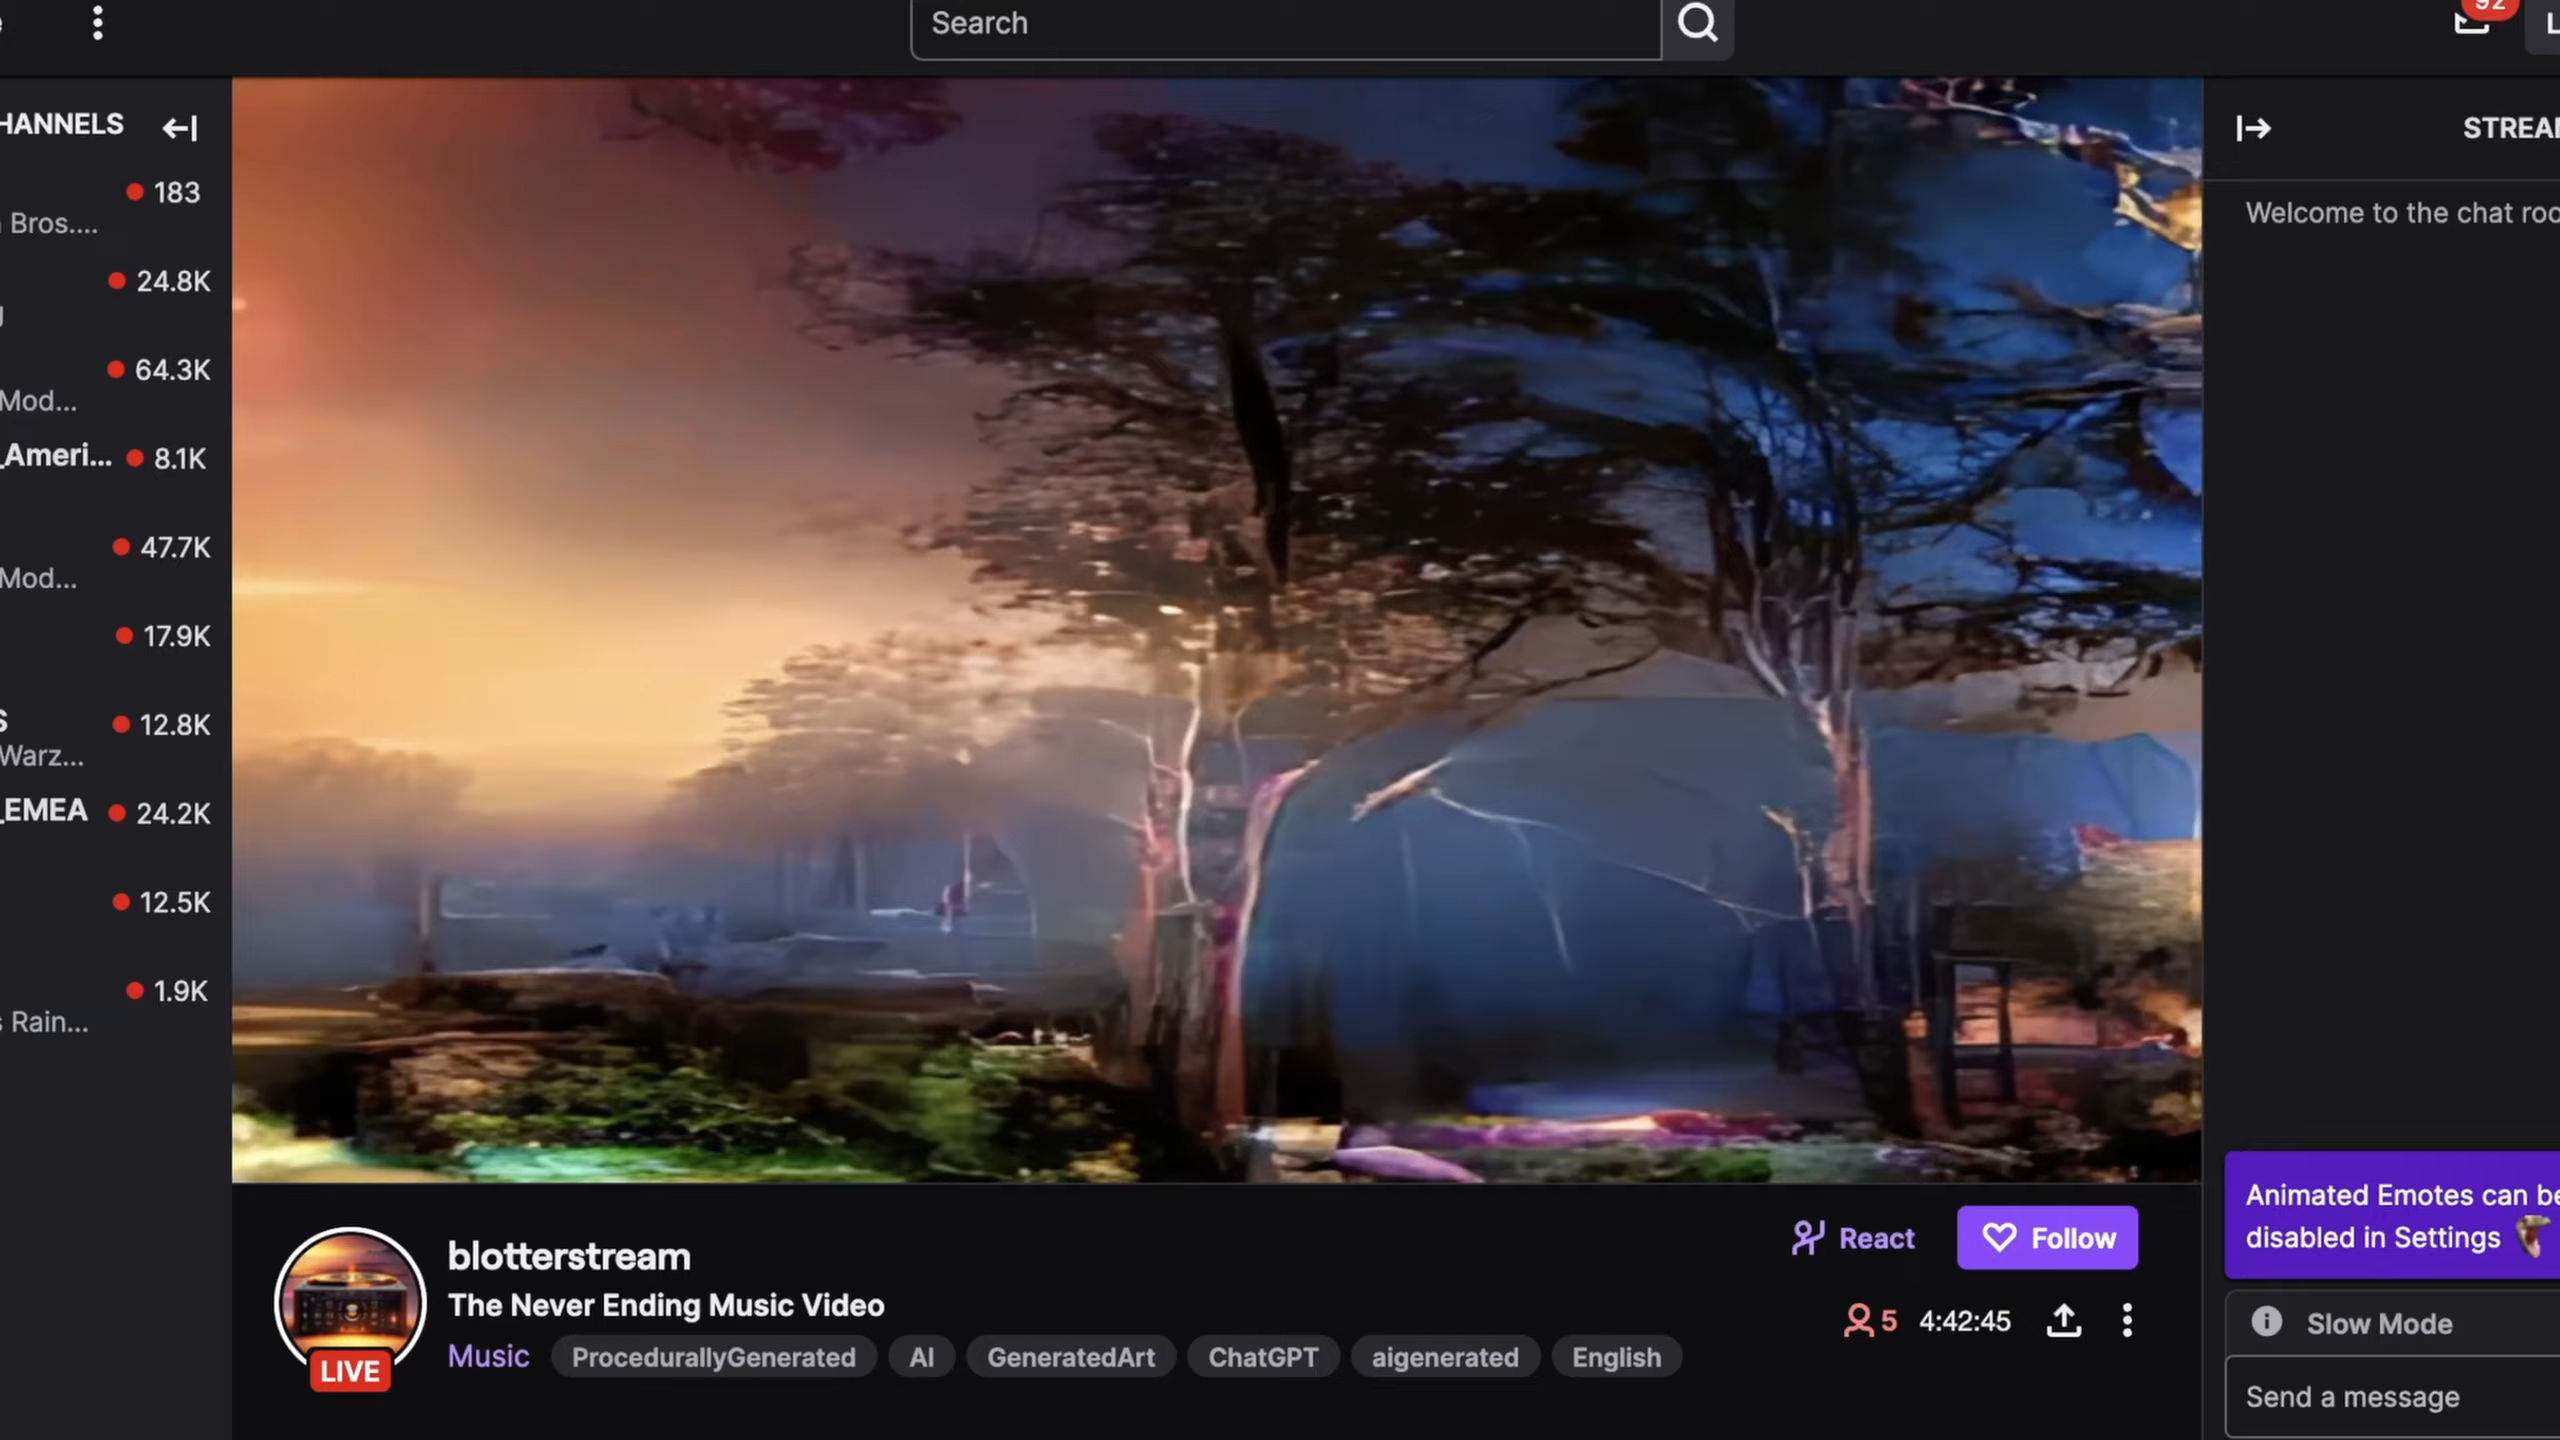 Search
92
HANNELS
183
Bros....
24.8K
64.3K
Mod...
_Ameri...
8.1K
47.7K
Mod...
17.9K
12.8K
Warz...
_EMEA
24.2K
12.5K
1.9K
Rain...
STREA
Welcome to the chat roo
blotterstream
The Never Ending Music Video
Music ProcedurallyGenerated AI GeneratedArt ChatGPT aigenerated English
LIVE
React Follow
5 4:42:45
Animated Emotes can be
disabled in Settings
Slow Mode
Send a message